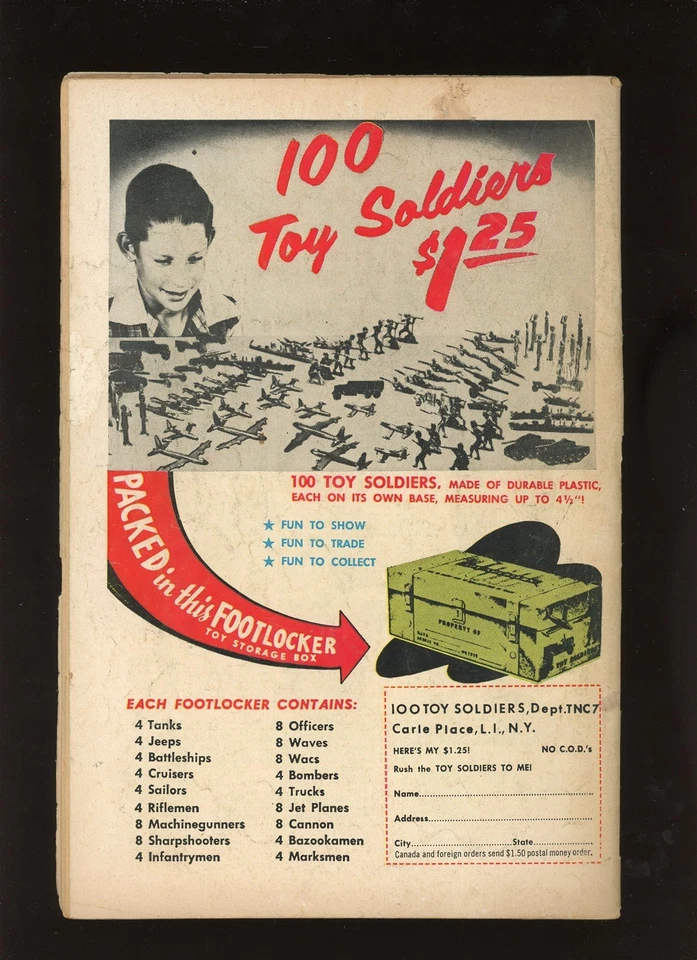 100
Toy Soldiers
$1.25
100 TOY SOLDIERS, MADE OF DURABLE PLASTIC,
EACH ON ITS OWN BASE, MEASURING UP TO 4½"!
★ FUN TO SHOW
★ FUN TO TRADE
★ FUN TO COLLECT
PACKED in this FOOTLOCKER
TOY STORAGE BOX
PROPERTY OF
TOY SOLDIERS
EACH FOOTLOCKER CONTAINS:
4 Tanks
4 Jeeps
4 Battleships
4 Cruisers
4 Sailors
4 Riflemen
8 Machinegunners
8 Sharpshooters
4 Infantrymen
8 Officers
8 Waves
8 Wacs
4 Bombers
4 Trucks
8 Jet Planes
8 Cannon
4 Bazookamen
4 Marksmen
100 TOY SOLDIERS, Dept. TNC7
Carle Place, L.I., N.Y.
HERE'S MY $1.25! NO C.O.D.'s
Rush the TOY SOLDIERS TO ME!
Name
Address
City State
Canada and foreign orders send $1.50 postal money order.